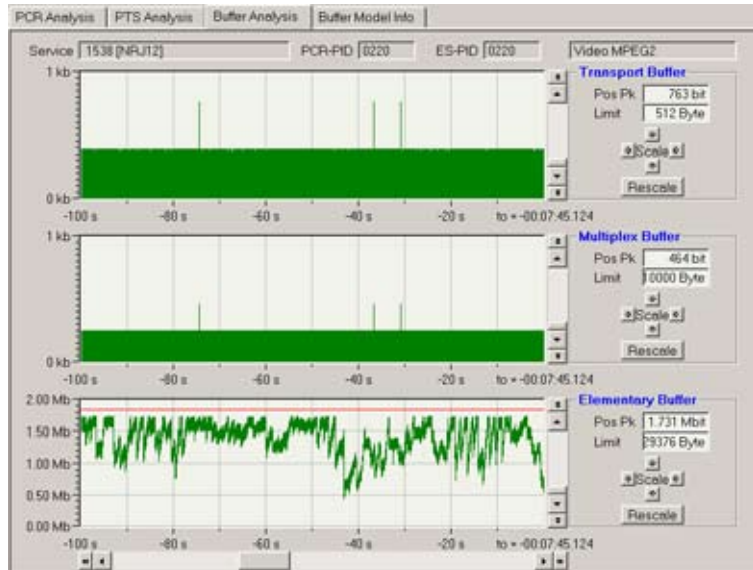 PCR Analysis PTS Analysis Buffer Analysis Buffer Model Info
Service 1538 [NRJ12] PCR-PID 0220 ES-PID 0220 Video MPEG2
1 kb
0 kb
-100 s -80 s -60 s -40 s -20 s to = -00:07:45.124
Transport Buffer
Pos Pk 763 bit
Limit 512 Byte
Scale
Rescale
1 kb
0 kb
-100 s -80 s -60 s -40 s -20 s to = -00:07:45.124
Multiplex Buffer
Pos Pk 464 bit
Limit 10000 Byte
Scale
Rescale
2.00 Mb
1.50 Mb
1.00 Mb
0.50 Mb
0.00 Mb
-100 s -80 s -60 s -40 s -20 s to = -00:07:45.124
Elementary Buffer
Pos Pk 1.731 Mbit
Limit 29376 Byte
Scale
Rescale